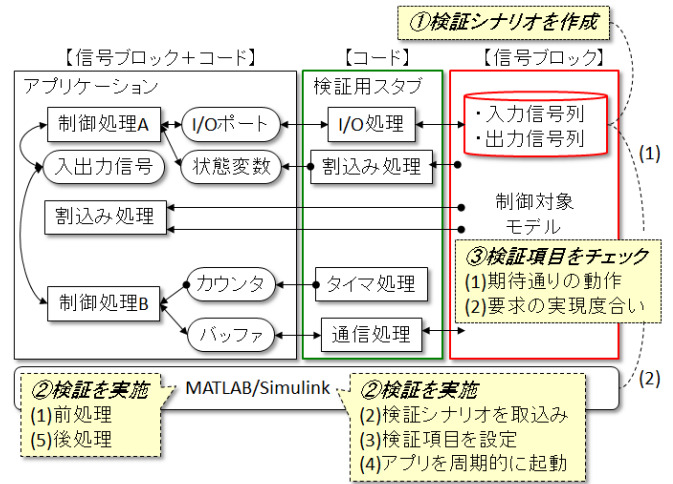 ①検証シナリオを作成
【信号ブロック＋コード】
【コード】
【信号ブロック】
アプリケーション
検証用スタブ
制御処理A
I/Oポート
I/O処理
・入力信号列
・出力信号列
(1)
入出力信号
状態変数
割込み処理
(2)
割込み処理
制御対象
モデル
③検証項目をチェック
(1)期待通りの動作
(2)要求の実現度合い
カウンタ
タイマ処理
制御処理B
バッファ
通信処理
(2)
MATLAB/Simulink
②検証を実施
(1)前処理
(5)後処理
②検証を実施
(2)検証シナリオを取込み
(3)検証項目を設定
(4)アプリを周期的に起動